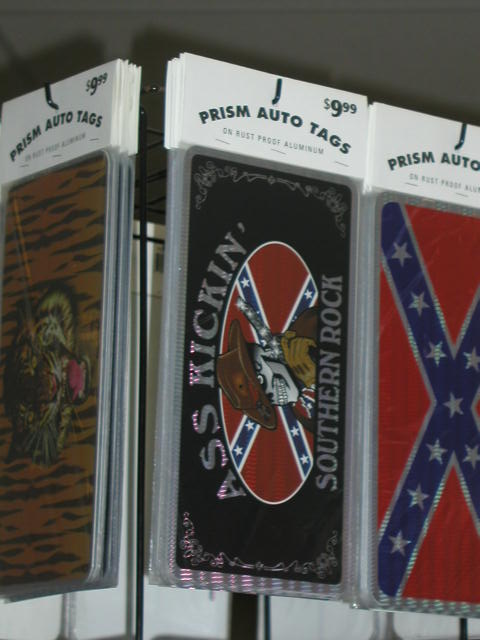 $9.99
PRISM AUTO TAGS
ON RUST PROOF ALUMINUM
$9.99
PRISM AUTO TAGS
ON RUST PROOF ALUMINUM
ASS KICKIN'
SOUTHERN ROCK
PRISM AUTO
ON RUST PROOF